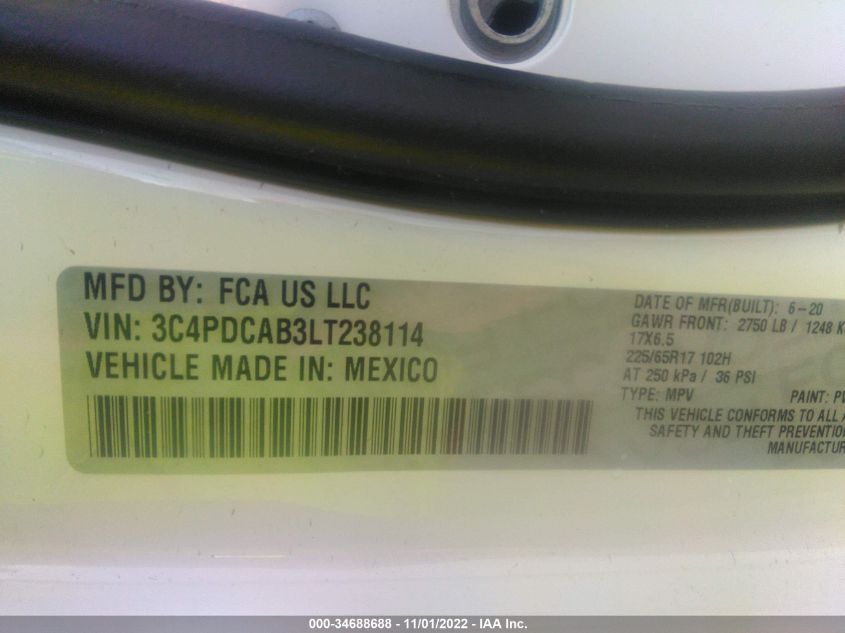 MFD BY: FCA US LLC
VIN: 3C4PDCAB3LT238114
VEHICLE MADE IN: MEXICO
DATE OF MFR(BUILT): 6-20
GAWR FRONT: 2750 LB / 1248 K
17X6.5
225/65R17 102H
AT 250 kPa / 36 PSI
TYPE: MPV PAINT: PW
THIS VEHICLE CONFORMS TO ALL A
SAFETY AND THEFT PREVENTION
MANUFACTUR
000-34688688 - 11/01/2022 - IAA Inc.